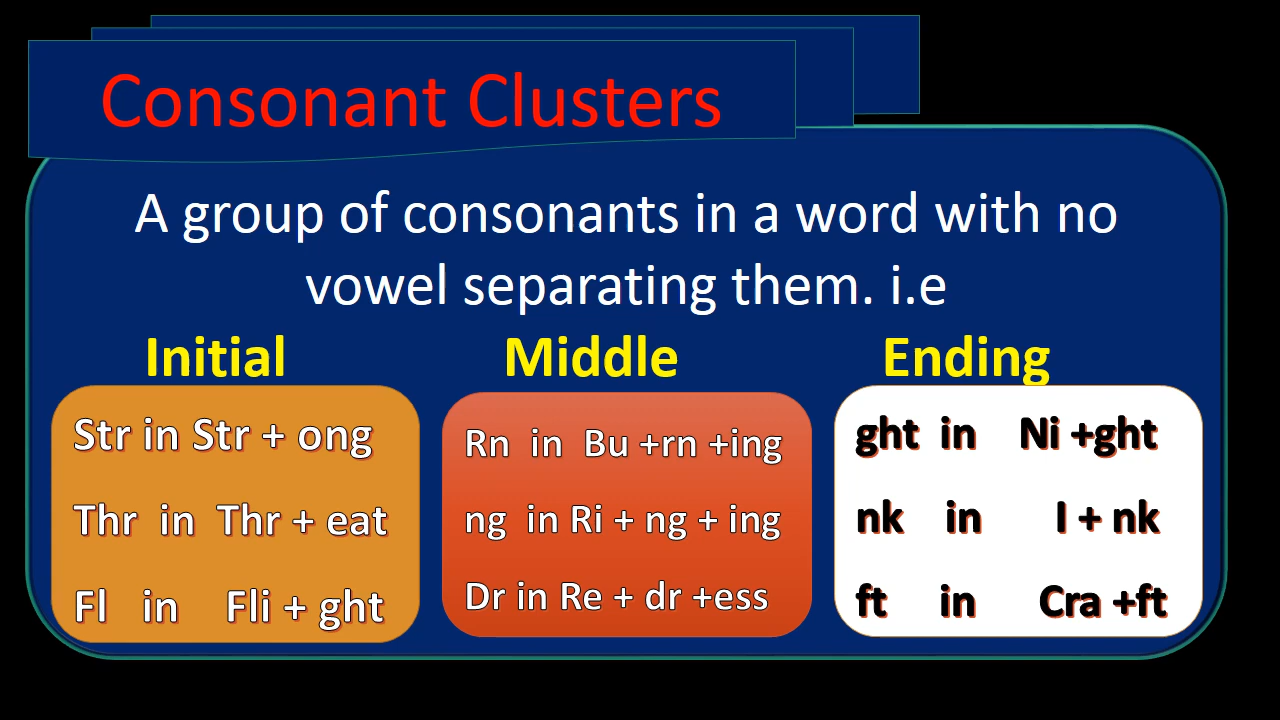 Consonant Clusters
A group of consonants in a word with no
vowel separating them. i.e
Initial
Str in Str + ong
Thr in Thr + eat
Fl in Fli + ght
Middle
Rn in Bu +rn +ing
ng in Ri + ng + ing
Dr in Re + dr +ess
Ending
ght in Ni +ght
nk in I + nk
ft in Cra +ft